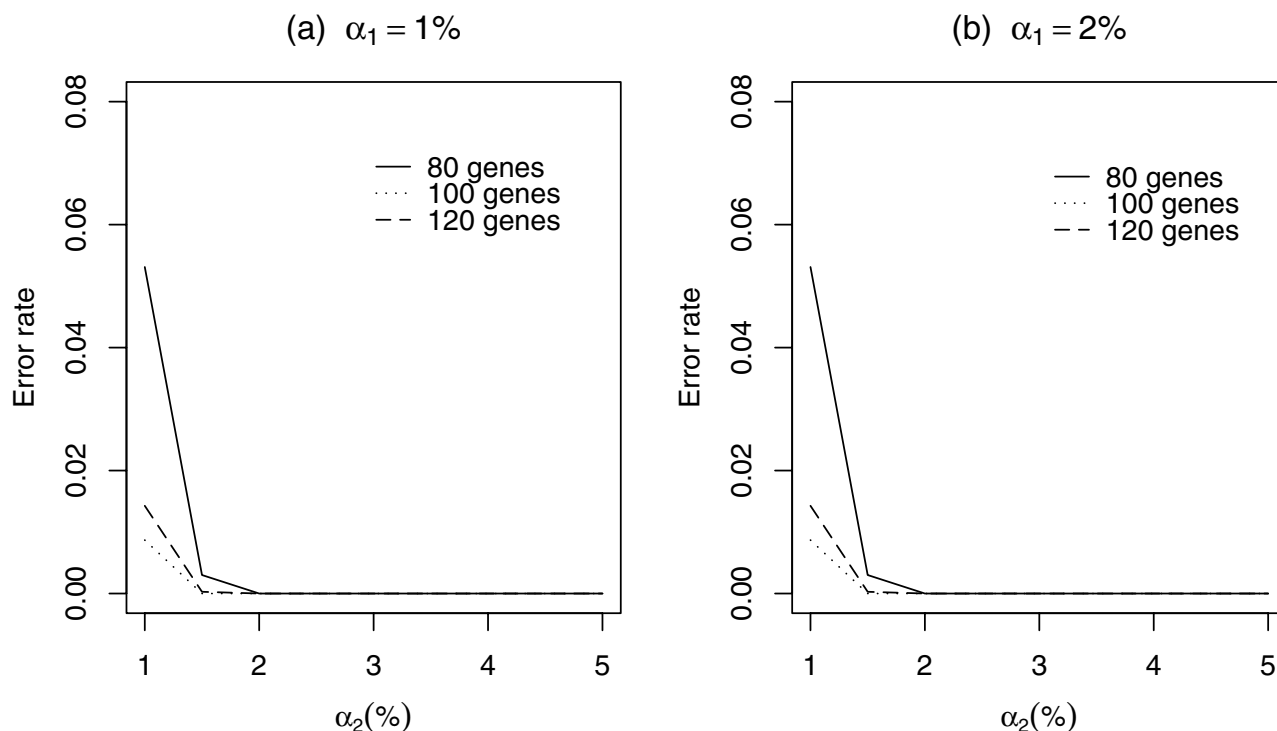 (a) α₁ = 1%
0.08
0.06
0.04
0.02
0.00
Error rate
80 genes
100 genes
120 genes
1 2 3 4 5
α₂(%)
(b) α₁ = 2%
0.08
0.06
0.04
0.02
0.00
Error rate
80 genes
100 genes
120 genes
1 2 3 4 5
α₂(%)